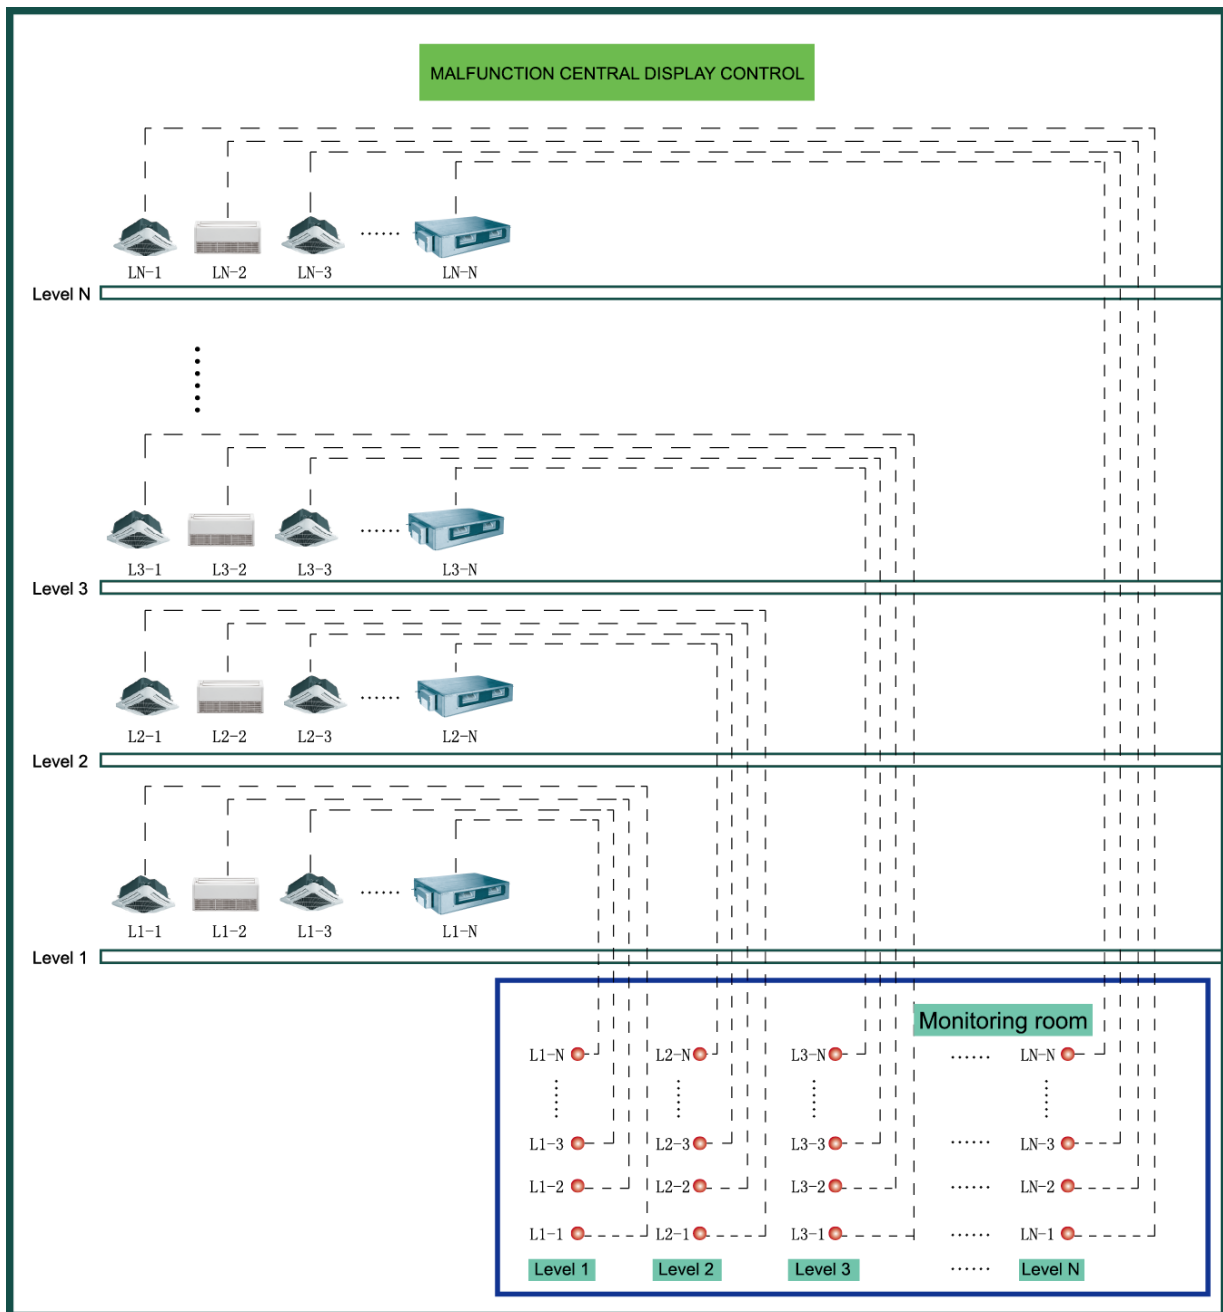 MALFUNCTION CENTRAL DISPLAY CONTROL
LN-1 LN-2 LN-3 ...... LN-N
Level N
L3-1 L3-2 L3-3 ...... L3-N
Level 3
L2-1 L2-2 L2-3 ...... L2-N
Level 2
L1-1 L1-2 L1-3 ...... L1-N
Level 1
Monitoring room
L1-N L2-N L3-N ...... LN-N
L1-3 L2-3 L3-3 ...... LN-3
L1-2 L2-2 L3-2 ...... LN-2
L1-1 L2-1 L3-1 ...... LN-1
Level 1 Level 2 Level 3 ...... Level N